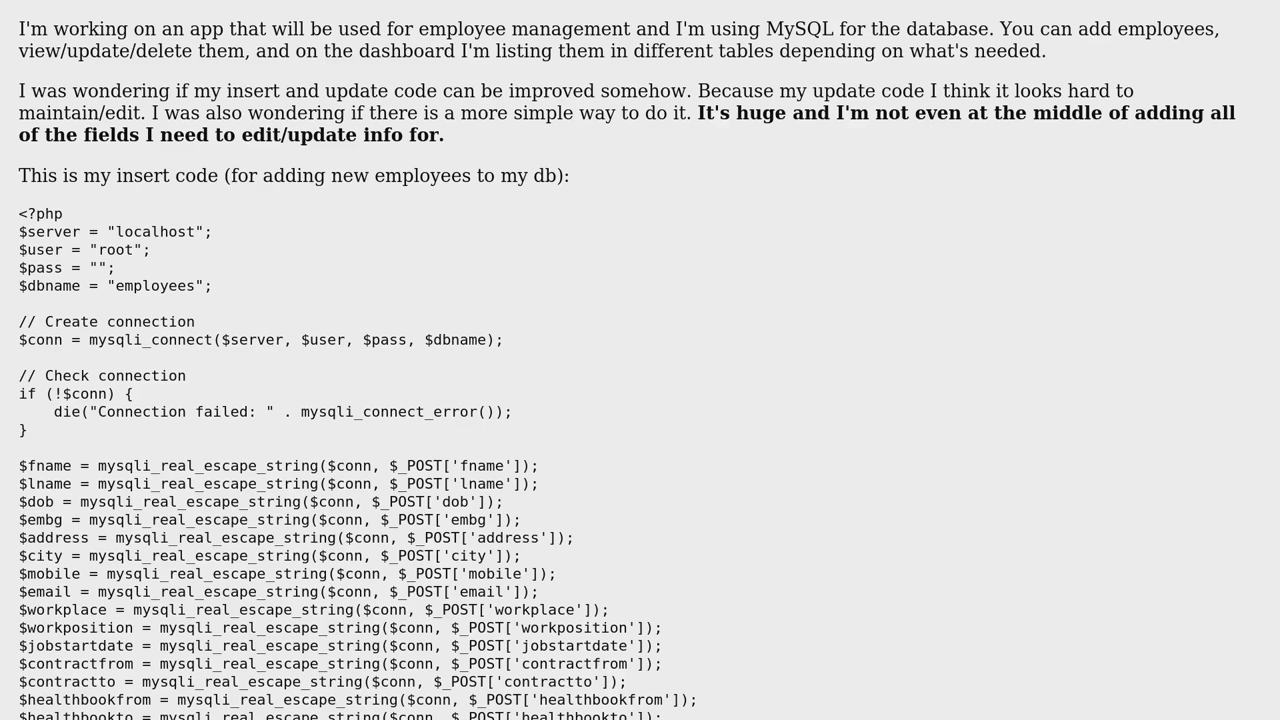 I'm working on an app that will be used for employee management and I'm using MySQL for the database. You can add employees,
view/update/delete them, and on the dashboard I'm listing them in different tables depending on what's needed.
I was wondering if my insert and update code can be improved somehow. Because my update code I think it looks hard to
maintain/edit. I was also wondering if there is a more simple way to do it. It's huge and I'm not even at the middle of adding all
of the fields I need to edit/update info for.
This is my insert code (for adding new employees to my db):
<?php
$server = "localhost";
$user = "root";
$pass = "";
$dbname = "employees";
// Create connection
$conn = mysqli_connect($server, $user, $pass, $dbname);
// Check connection
if (!$conn) {
    die("Connection failed: " . mysqli_connect_error());
}
$fname = mysqli_real_escape_string($conn, $_POST['fname']);
$lname = mysqli_real_escape_string($conn, $_POST['lname']);
$dob = mysqli_real_escape_string($conn, $_POST['dob']);
$embg = mysqli_real_escape_string($conn, $_POST['embg']);
$address = mysqli_real_escape_string($conn, $_POST['address']);
$city = mysqli_real_escape_string($conn, $_POST['city']);
$mobile = mysqli_real_escape_string($conn, $_POST['mobile']);
$email = mysqli_real_escape_string($conn, $_POST['email']);
$workplace = mysqli_real_escape_string($conn, $_POST['workplace']);
$workposition = mysqli_real_escape_string($conn, $_POST['workposition']);
$jobstartdate = mysqli_real_escape_string($conn, $_POST['jobstartdate']);
$contractfrom = mysqli_real_escape_string($conn, $_POST['contractfrom']);
$contractto = mysqli_real_escape_string($conn, $_POST['contractto']);
$healthbookfrom = mysqli_real_escape_string($conn, $_POST['healthbookfrom']);
$healthbookto = mysqli_real_escape_string($conn, $_POST['healthbookto']);